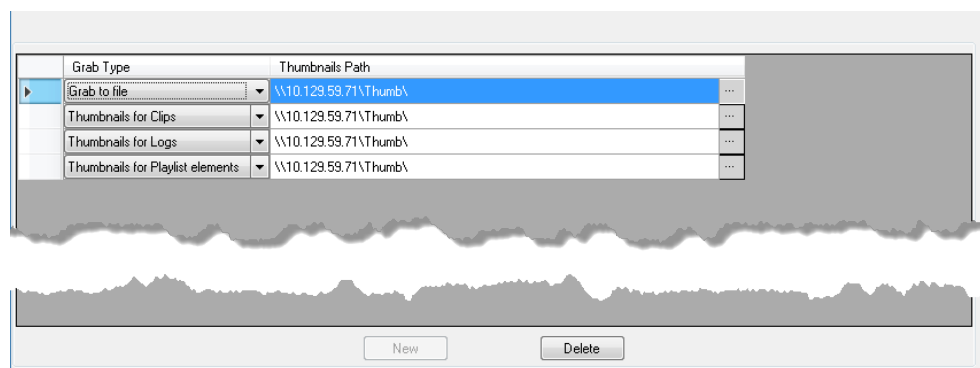 Grab Type Thumbnails Path
Grab to file \\10.129.59.71\Thumb\ ...
Thumbnails for Clips \\10.129.59.71\Thumb\ ...
Thumbnails for Logs \\10.129.59.71\Thumb\ ...
Thumbnails for Playlist elements \\10.129.59.71\Thumb\ ...
New Delete